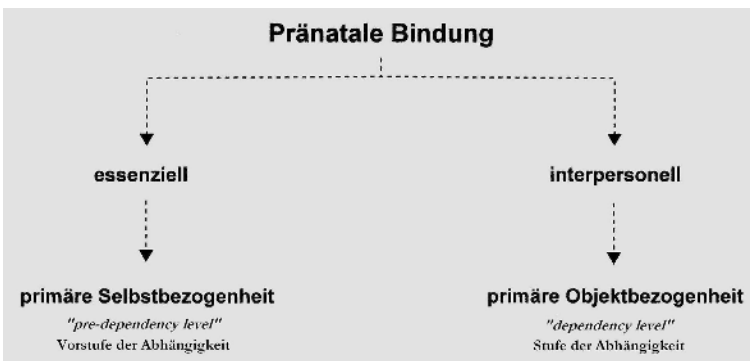 Pränatale Bindung
essenziell
interpersonell
primäre Selbstbezogenheit
"pre-dependency level"
Vorstufe der Abhängigkeit
primäre Objektbezogenheit
"dependency level"
Stufe der Abhängigkeit